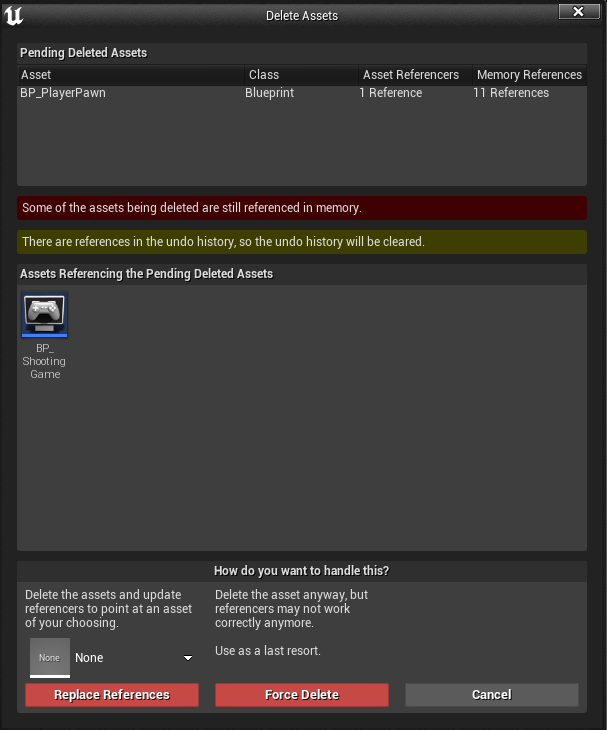 Delete Assets
Pending Deleted Assets
Asset Class Asset Referencers Memory References
BP_PlayerPawn Blueprint 1 Reference 11 References
Some of the assets being deleted are still referenced in memory.
There are references in the undo history, so the undo history will be cleared.
Assets Referencing the Pending Deleted Assets
BP_
Shooting
Game
How do you want to handle this?
Delete the assets and update
referencers to point at an asset
of your choosing.
None
None
Delete the asset anyway, but
referencers may not work
correctly anymore.
Use as a last resort.
Replace References
Force Delete
Cancel